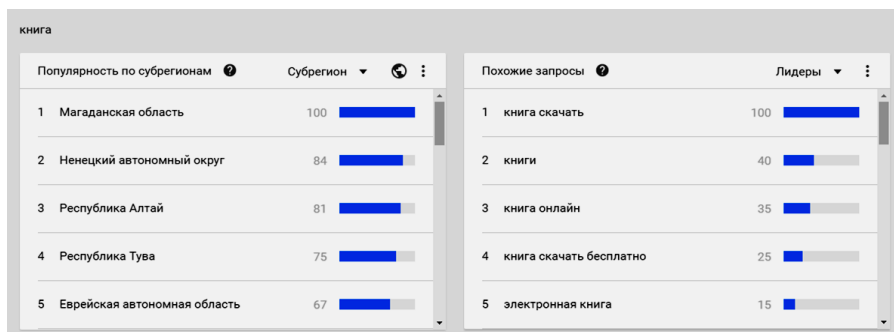 книга
Популярность по субрегионам ? Субрегион
1 Магаданская область 100
2 Ненецкий автономный округ 84
3 Республика Алтай 81
4 Республика Тува 75
5 Еврейская автономная область 67
Похожие запросы ? Лидеры
1 книга скачать 100
2 книги 40
3 книга онлайн 35
4 книга скачать бесплатно 25
5 электронная книга 15